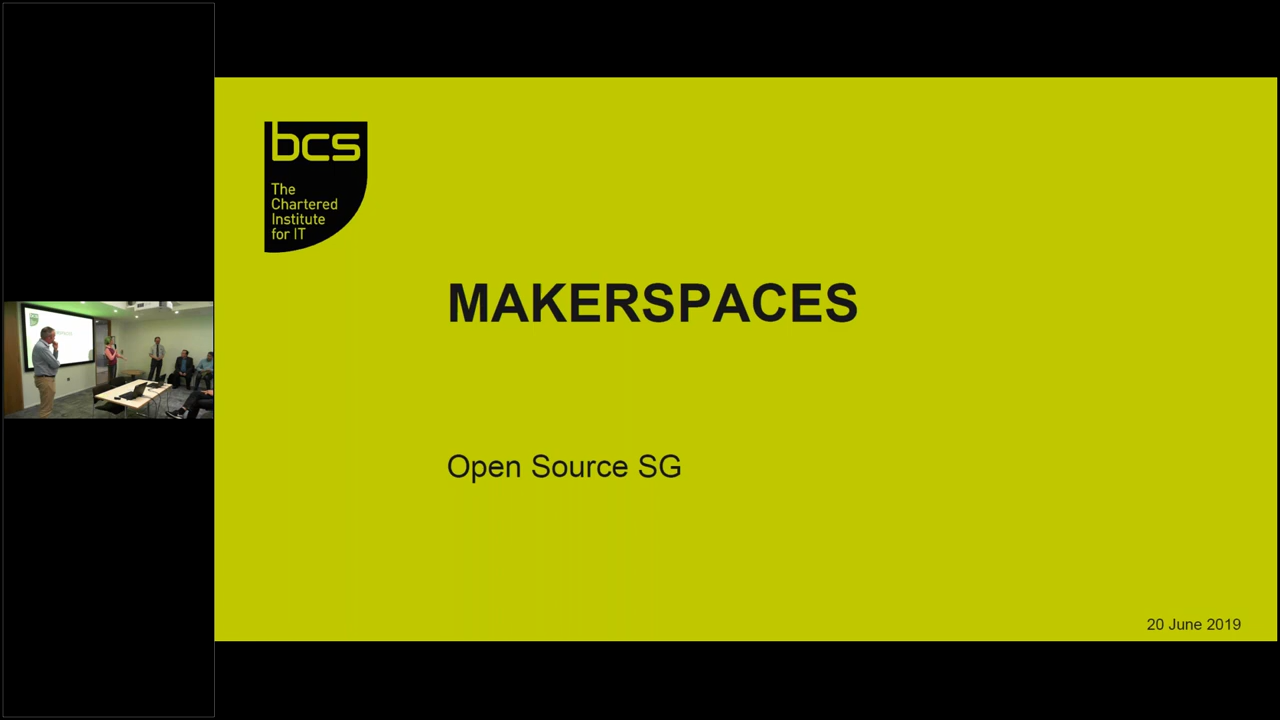 bcs
The
Chartered
Institute
for IT
MAKERSPACES
Open Source SG
20 June 2019